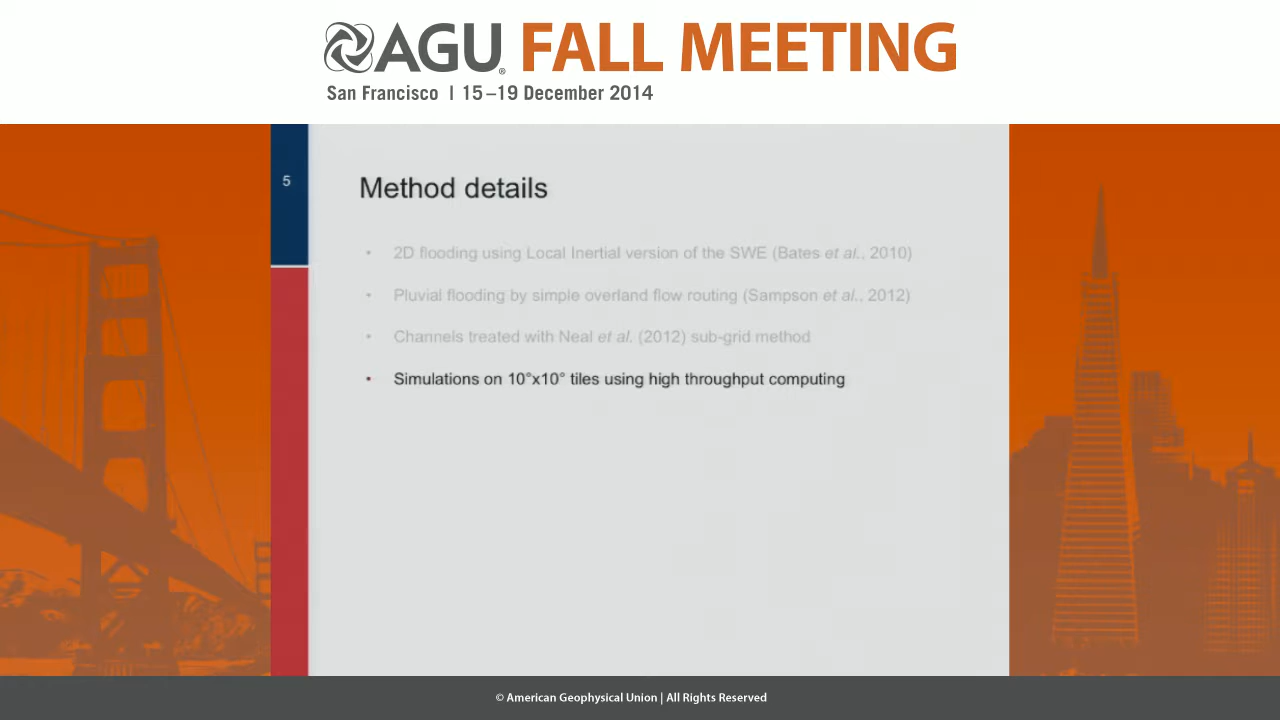 AGU® FALL MEETING
San Francisco | 15–19 December 2014
5
Method details
• 2D flooding using Local Inertial version of the SWE (Bates et al., 2010)
• Pluvial flooding by simple overland flow routing (Sampson et al., 2012)
• Channels treated with Neal et al. (2012) sub-grid method
• Simulations on 10°x10° tiles using high throughput computing
© American Geophysical Union | All Rights Reserved